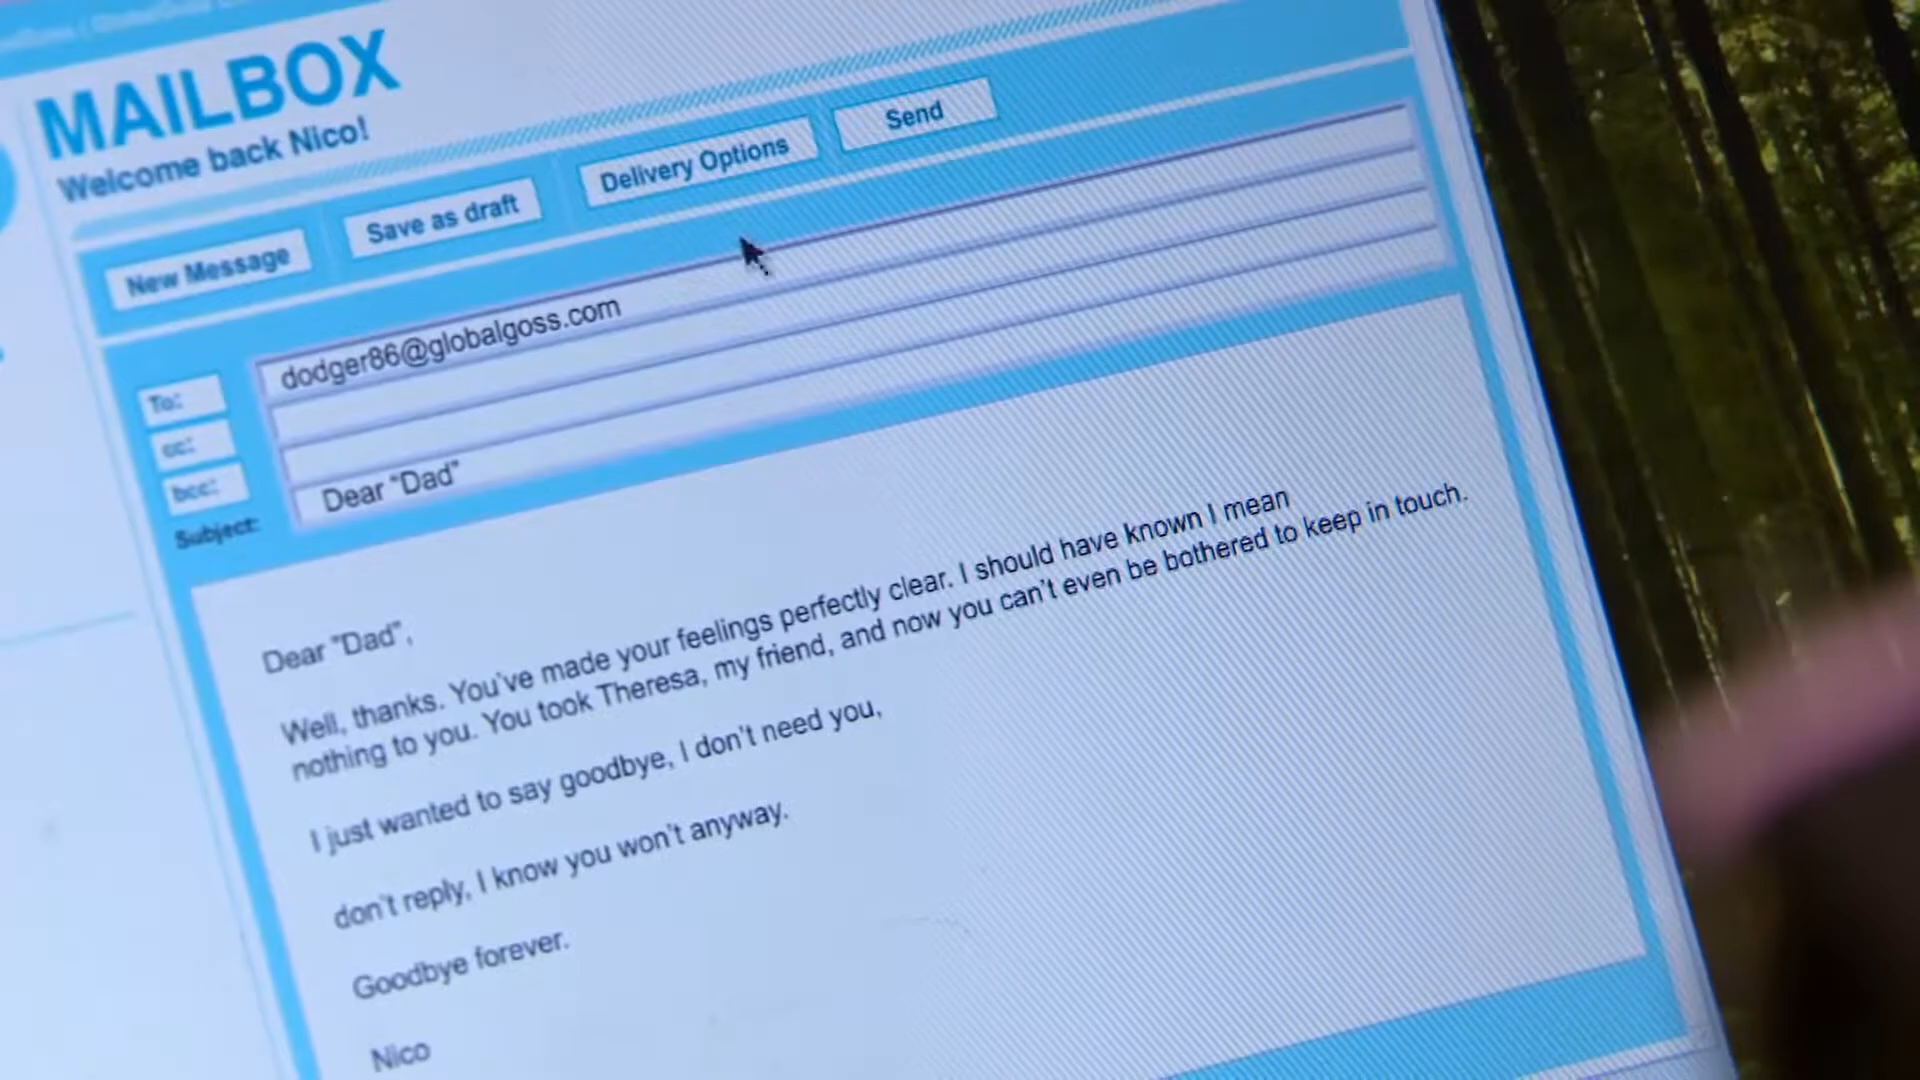 MAILBOX
Welcome back Nico!
New Message
Save as draft
Delivery Options
Send
To:
dodger86@globalgoss.com
cc:
bcc:
Subject:
Dear “Dad”
Dear “Dad”,
Well, thanks. You’ve made your feelings perfectly clear. I should have known I mean
nothing to you. You took Theresa, my friend, and now you can’t even be bothered to keep in touch.
I just wanted to say goodbye, I don’t need you,
don’t reply, I know you won’t anyway.
Goodbye forever.
Nico